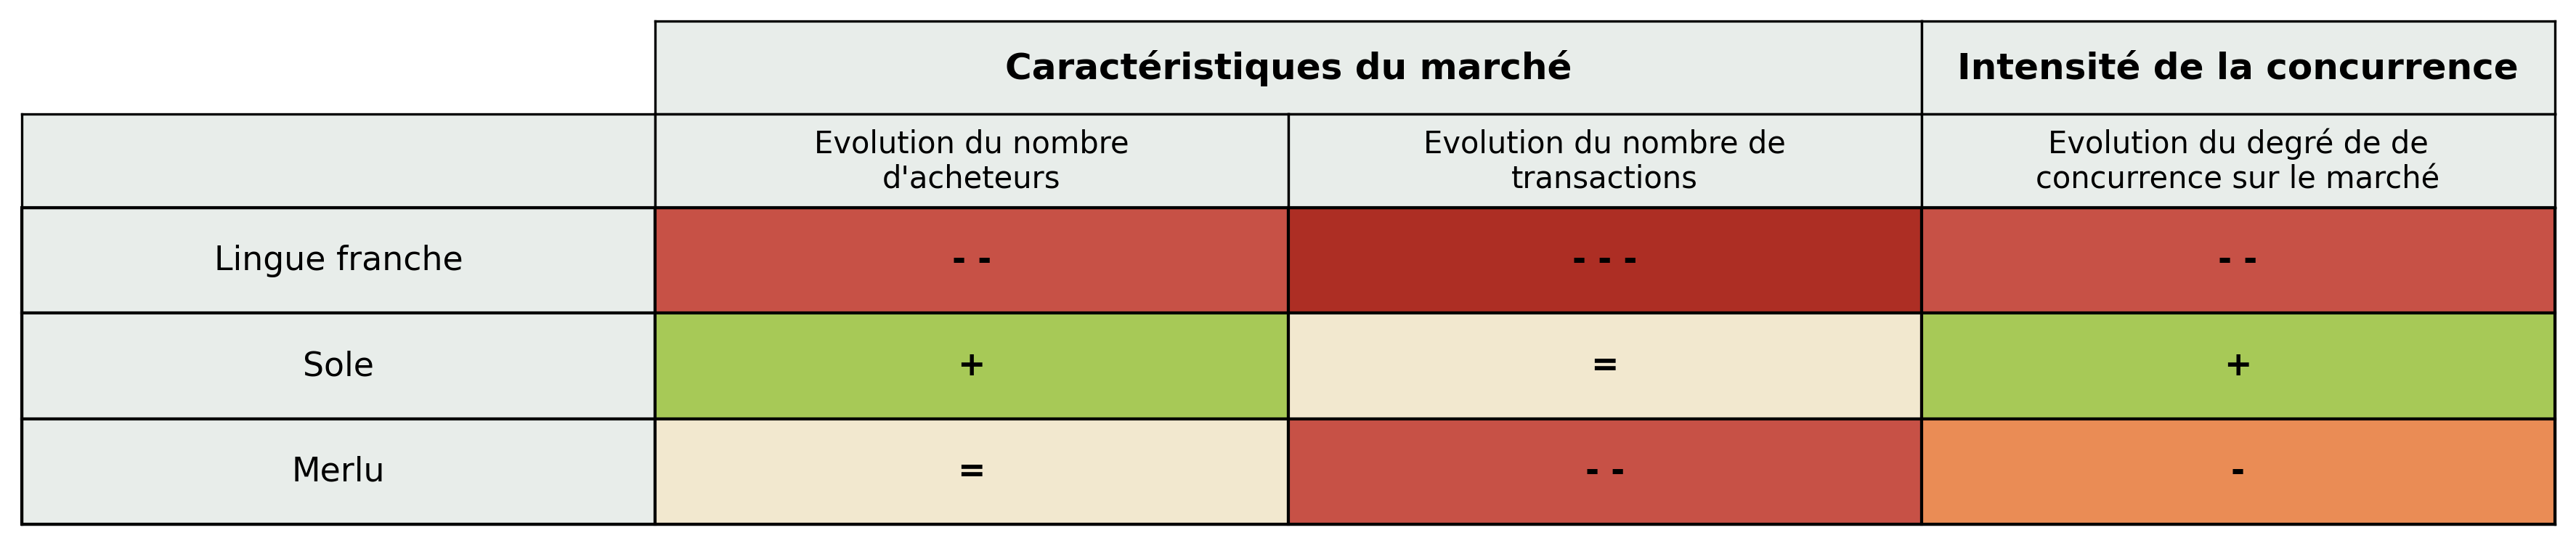 Caractéristiques du marché
Intensité de la concurrence
Evolution du nombre
d'acheteurs
Evolution du nombre de
transactions
Evolution du degré de de
concurrence sur le marché
Lingue franche
- -
- - -
- -
Sole
+
=
+
Merlu
=
- -
-